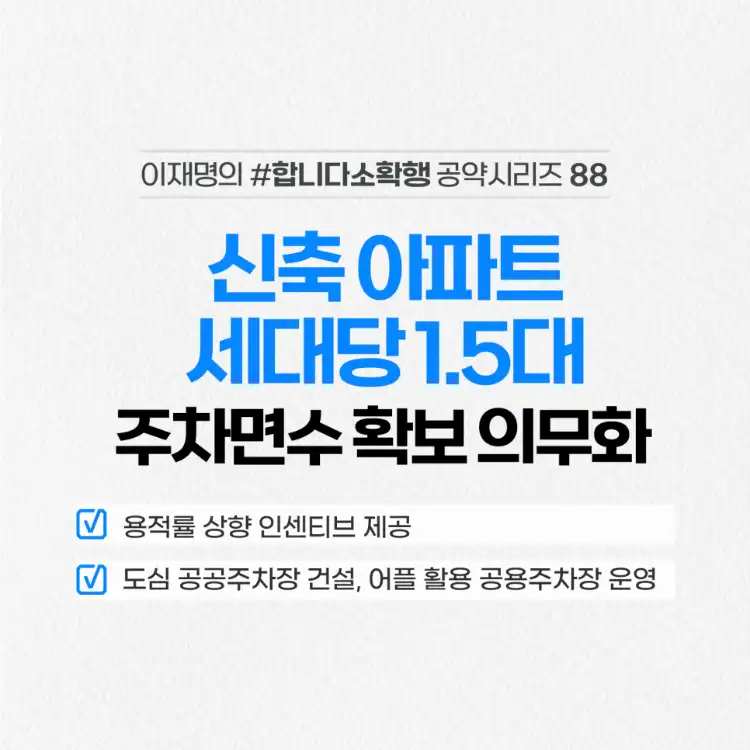 이재명의 #합니다소확행 공약시리즈 88
신축 아파트
세대당 1.5대
주차면수 확보 의무화
용적률 상향 인센티브 제공
도심 공공주차장 건설, 어플 활용 공용주차장 운영